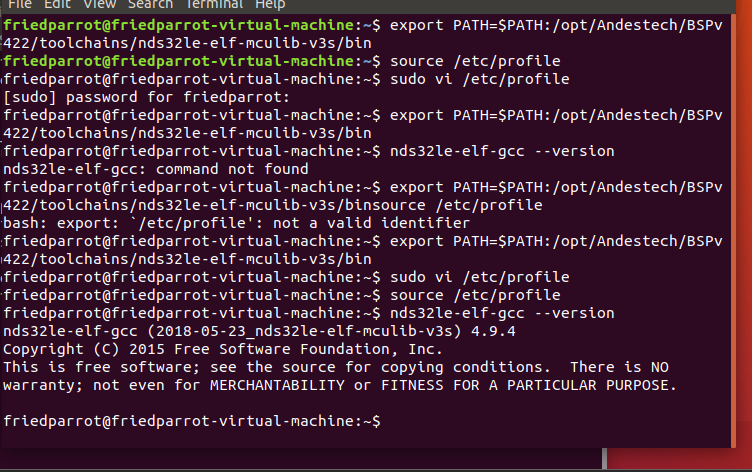 File Edit View Search Terminal Help
friedparrot@friedparrot-virtual-machine:~$ export PATH=$PATH:/opt/Andestech/BSPv
422/toolchains/nds32le-elf-mculib-v3s/bin
friedparrot@friedparrot-virtual-machine:~$ source /etc/profile
friedparrot@friedparrot-virtual-machine:~$ sudo vi /etc/profile
[sudo] password for friedparrot:
friedparrot@friedparrot-virtual-machine:~$ export PATH=$PATH:/opt/Andestech/BSPv
422/toolchains/nds32le-elf-mculib-v3s/bin
friedparrot@friedparrot-virtual-machine:~$ nds32le-elf-gcc --version
nds32le-elf-gcc: command not found
friedparrot@friedparrot-virtual-machine:~$ export PATH=$PATH:/opt/Andestech/BSPv
422/toolchains/nds32le-elf-mculib-v3s/binsource /etc/profile
bash: export: `/etc/profile': not a valid identifier
friedparrot@friedparrot-virtual-machine:~$ export PATH=$PATH:/opt/Andestech/BSPv
422/toolchains/nds32le-elf-mculib-v3s/bin
friedparrot@friedparrot-virtual-machine:~$ sudo vi /etc/profile
friedparrot@friedparrot-virtual-machine:~$ source /etc/profile
friedparrot@friedparrot-virtual-machine:~$ nds32le-elf-gcc --version
nds32le-elf-gcc (2018-05-23_nds32le-elf-mculib-v3s) 4.9.4
Copyright (C) 2015 Free Software Foundation, Inc.
This is free software; see the source for copying conditions.  There is NO
warranty; not even for MERCHANTABILITY or FITNESS FOR A PARTICULAR PURPOSE.
friedparrot@friedparrot-virtual-machine:~$